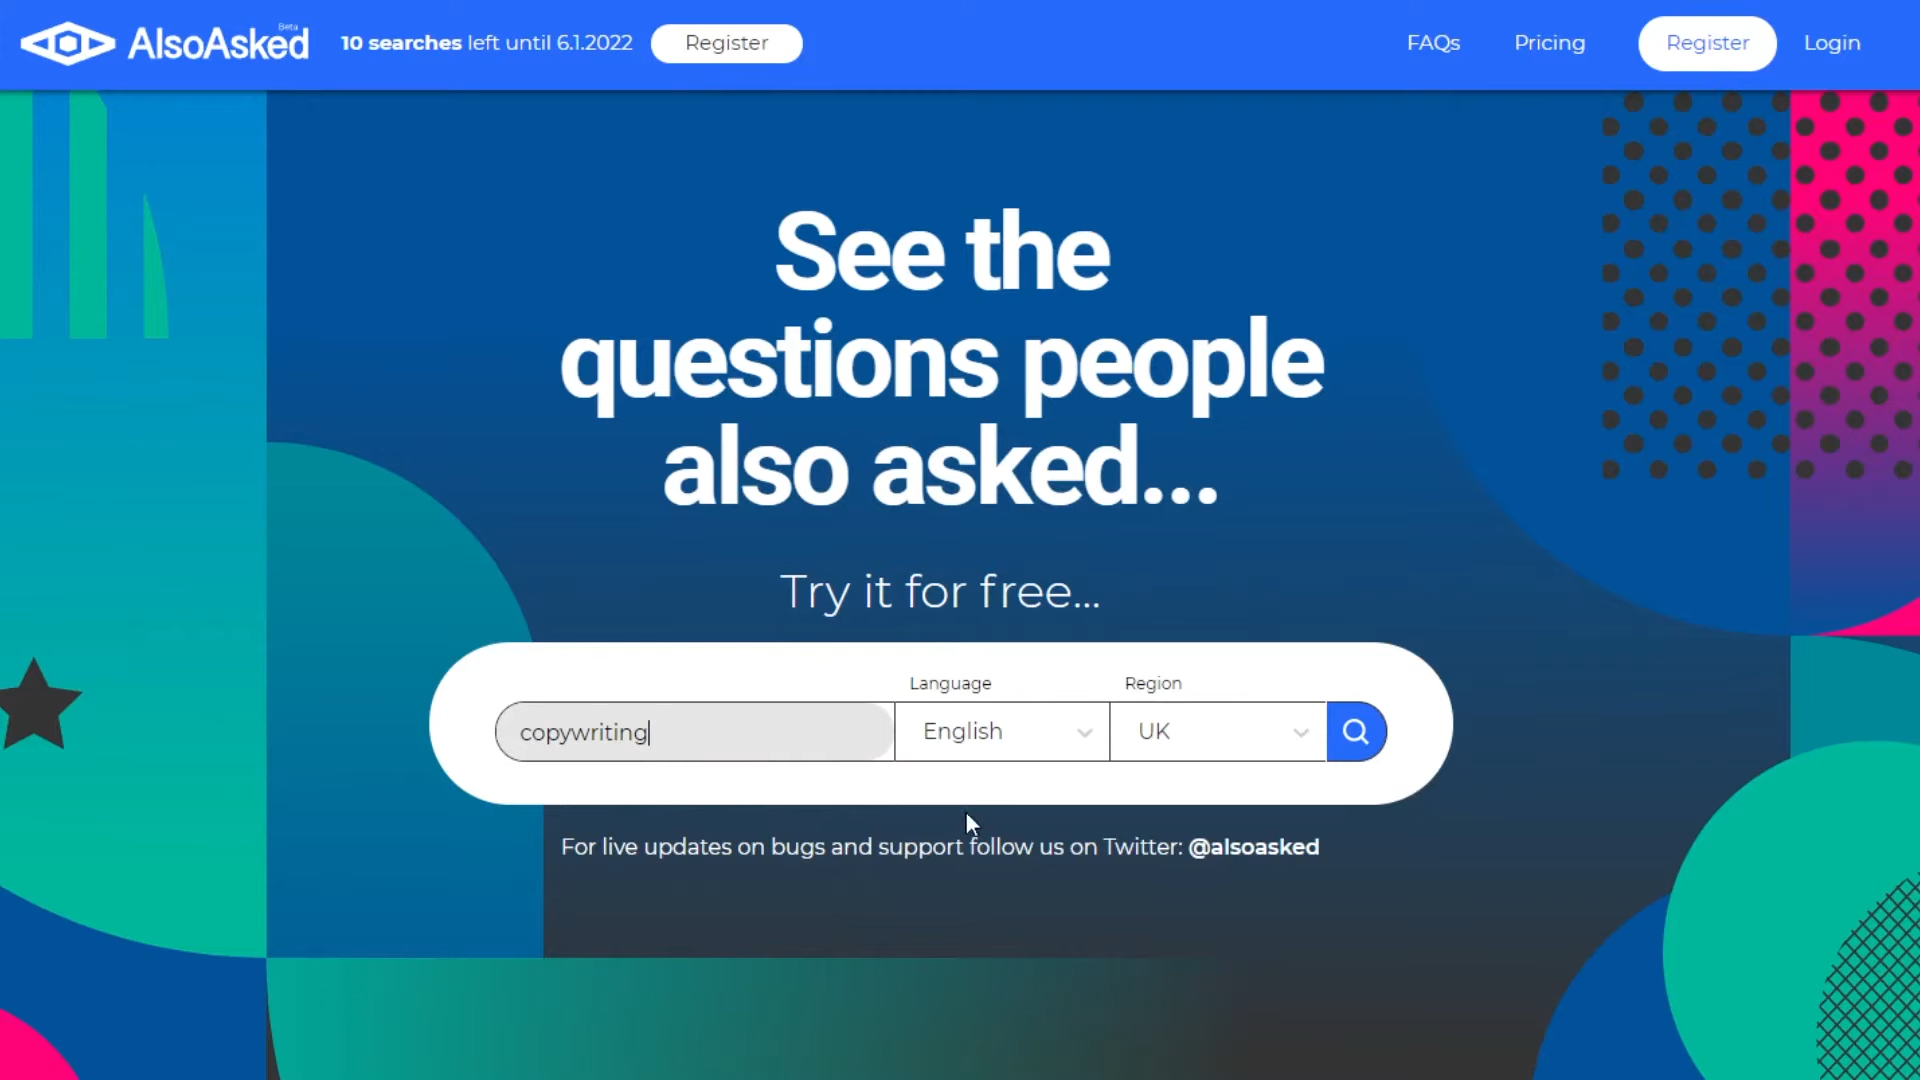 AlsoAsked Beta
10 searches left until 6.1.2022
Register
FAQs
Pricing
Register
Login
See the
questions people
also asked...
Try it for free...
Language
Region
copywriting
English
UK
For live updates on bugs and support follow us on Twitter: @alsoasked